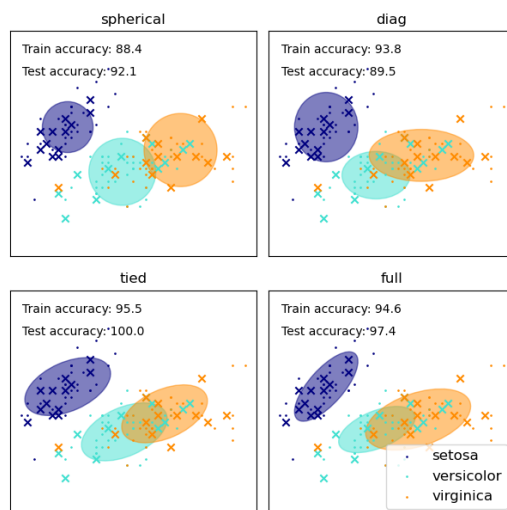 spherical
Train accuracy: 88.4
Test accuracy: 92.1
diag
Train accuracy: 93.8
Test accuracy: 89.5
tied
Train accuracy: 95.5
Test accuracy: 100.0
full
Train accuracy: 94.6
Test accuracy: 97.4
setosa
versicolor
virginica